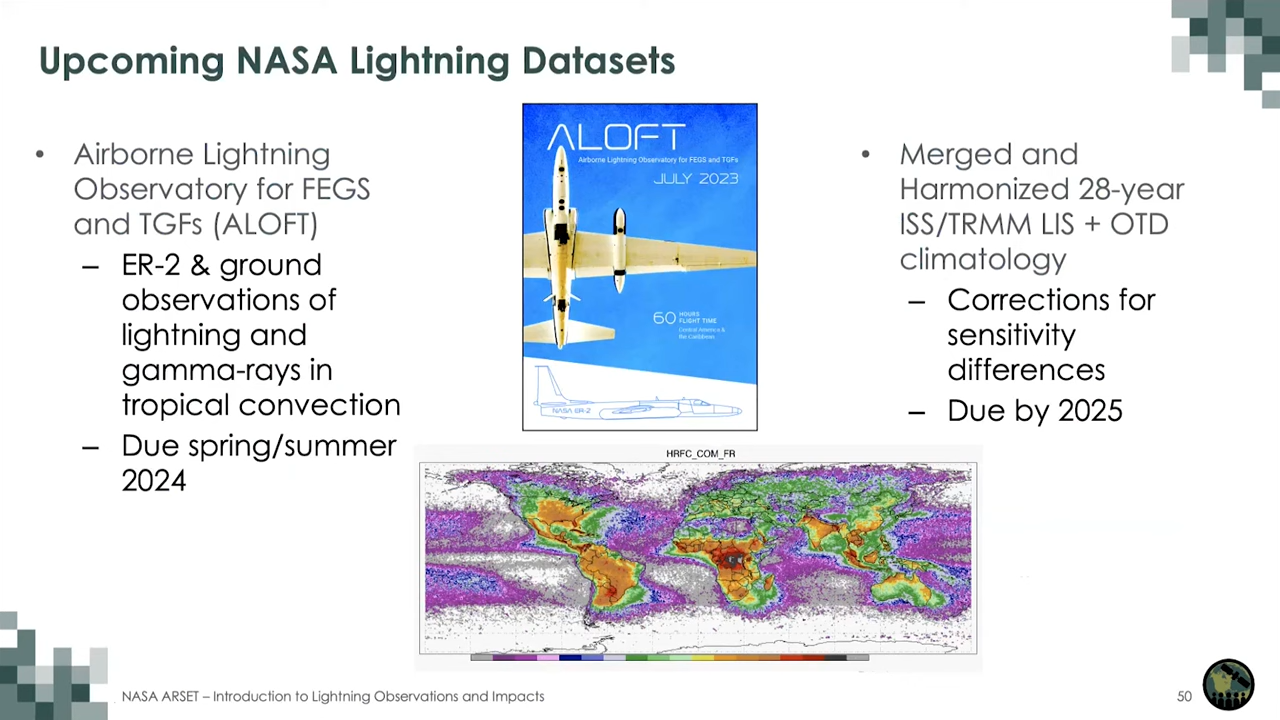 Upcoming NASA Lightning Datasets
• Airborne Lightning
Observatory for FEGS
and TGFs (ALOFT)
– ER-2 & ground
observations of
lightning and
gamma-rays in
tropical convection
– Due spring/summer
2024
ALOFT
Airborne Lightning Observatory for FEGS and TGFs
JULY 2023
60 HOURS
FLIGHT TIME
Central America &
the Caribbean
NASA ER-2
• Merged and
Harmonized 28-year
ISS/TRMM LIS + OTD
climatology
– Corrections for
sensitivity
differences
– Due by 2025
HRFC_COM_FR
NASA ARSET – Introduction to Lightning Observations and Impacts
50